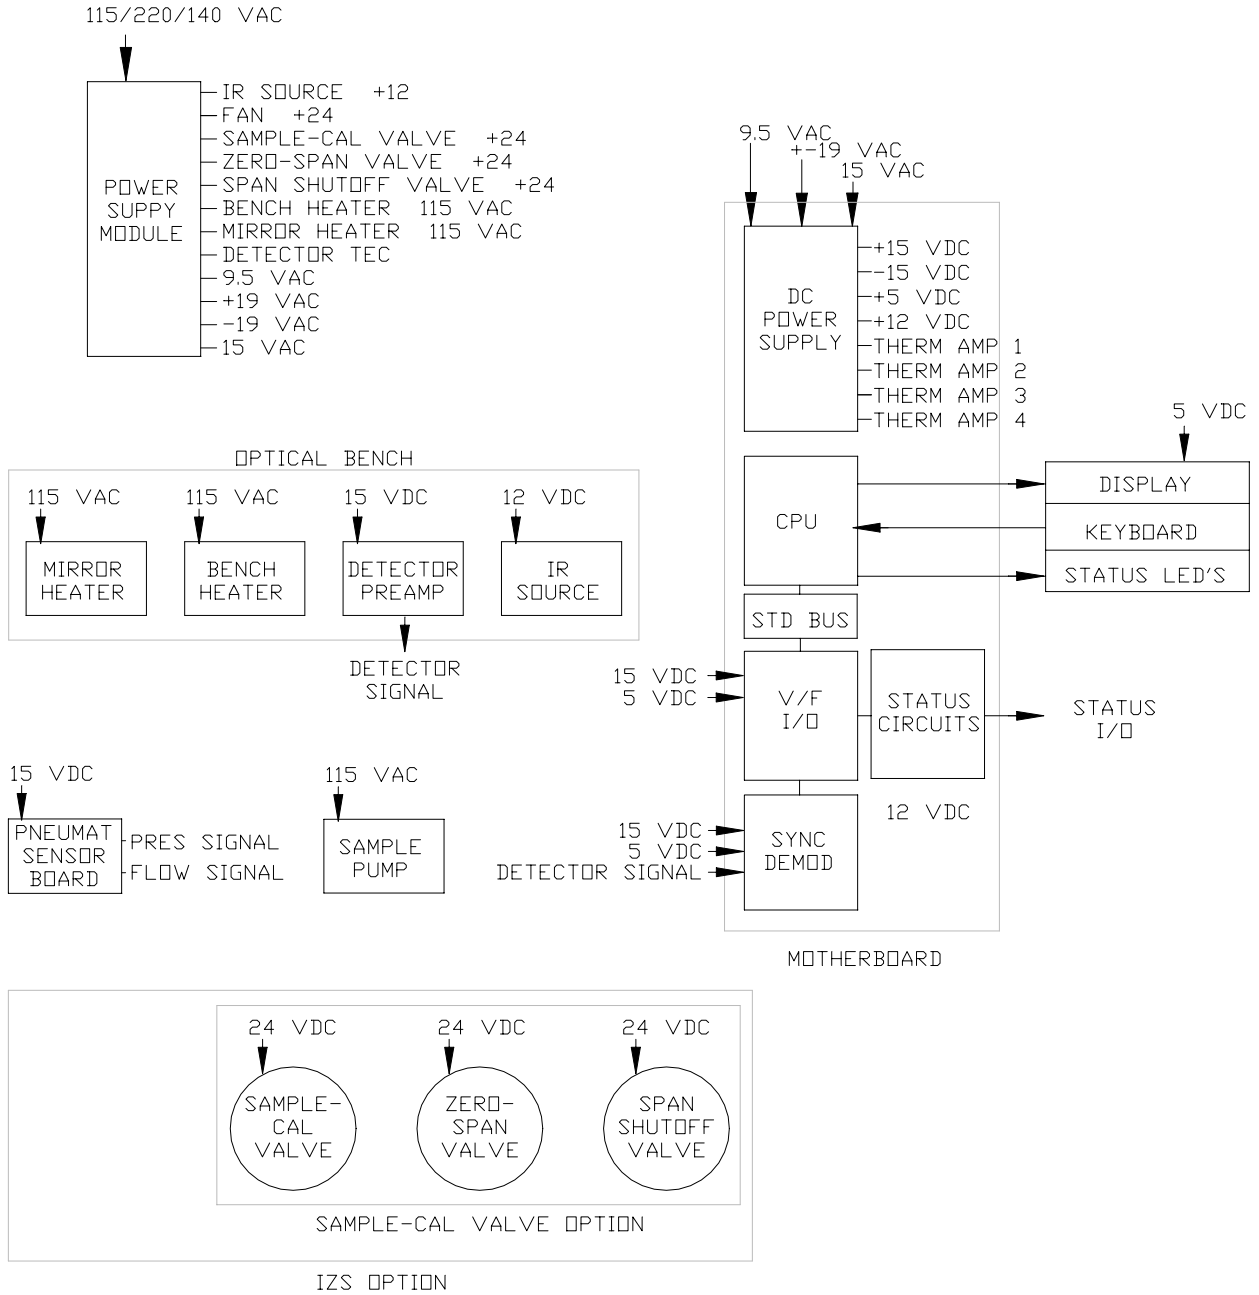 115/220/140 VAC
POWER
SUPPY
MODULE
IR SOURCE +12
FAN +24
SAMPLE-CAL VALVE +24
ZERO-SPAN VALVE +24
SPAN SHUTOFF VALVE +24
BENCH HEATER 115 VAC
MIRROR HEATER 115 VAC
DETECTOR TEC
9.5 VAC
+19 VAC
-19 VAC
15 VAC
9.5 VAC
+-19 VAC
15 VAC
DC
POWER
SUPPLY
+15 VDC
-15 VDC
+5 VDC
+12 VDC
THERM AMP 1
THERM AMP 2
THERM AMP 3
THERM AMP 4
5 VDC
CPU
DISPLAY
KEYBOARD
STATUS LED'S
STD BUS
15 VDC
5 VDC
V/F
I/O
STATUS
CIRCUITS
STATUS
I/O
12 VDC
15 VDC
5 VDC
DETECTOR SIGNAL
SYNC
DEMOD
MOTHERBOARD
OPTICAL BENCH
115 VAC
MIRROR
HEATER
115 VAC
BENCH
HEATER
15 VDC
DETECTOR
PREAMP
12 VDC
IR
SOURCE
DETECTOR
SIGNAL
15 VDC
PNEUMAT
SENSOR
BOARD
PRES SIGNAL
FLOW SIGNAL
115 VAC
SAMPLE
PUMP
24 VDC
SAMPLE-
CAL
VALVE
24 VDC
ZERO-
SPAN
VALVE
24 VDC
SPAN
SHUTOFF
VALVE
SAMPLE-CAL VALVE OPTION
IZS OPTION